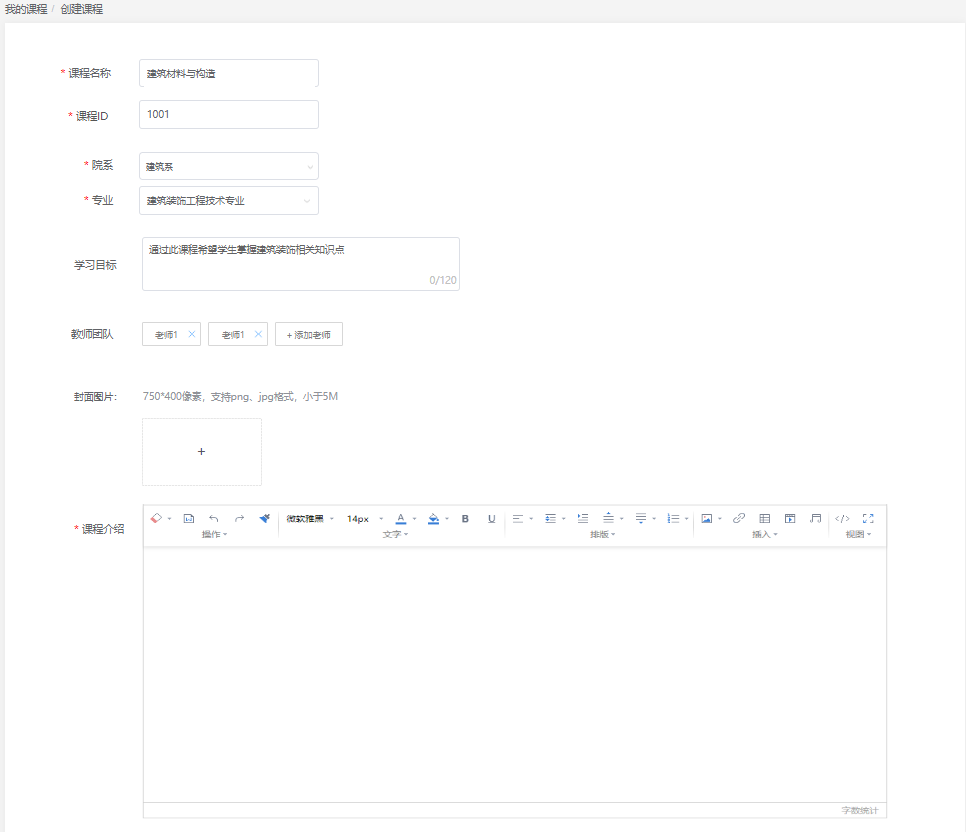 我的课程 / 创建课程
* 课程名称 建筑材料与构造
* 课程ID 1001
* 院系 建筑系
* 专业 建筑装饰工程技术专业
学习目标 通过此课程希望学生掌握建筑装饰相关知识点
0/120
教师团队 老师1 × 老师1 × + 添加老师
封面图片: 750*400像素，支持png、jpg格式，小于5M
+
* 课程介绍 微软雅黑 14px A B U </>
操作 文字 排版 插入 视图
字数统计